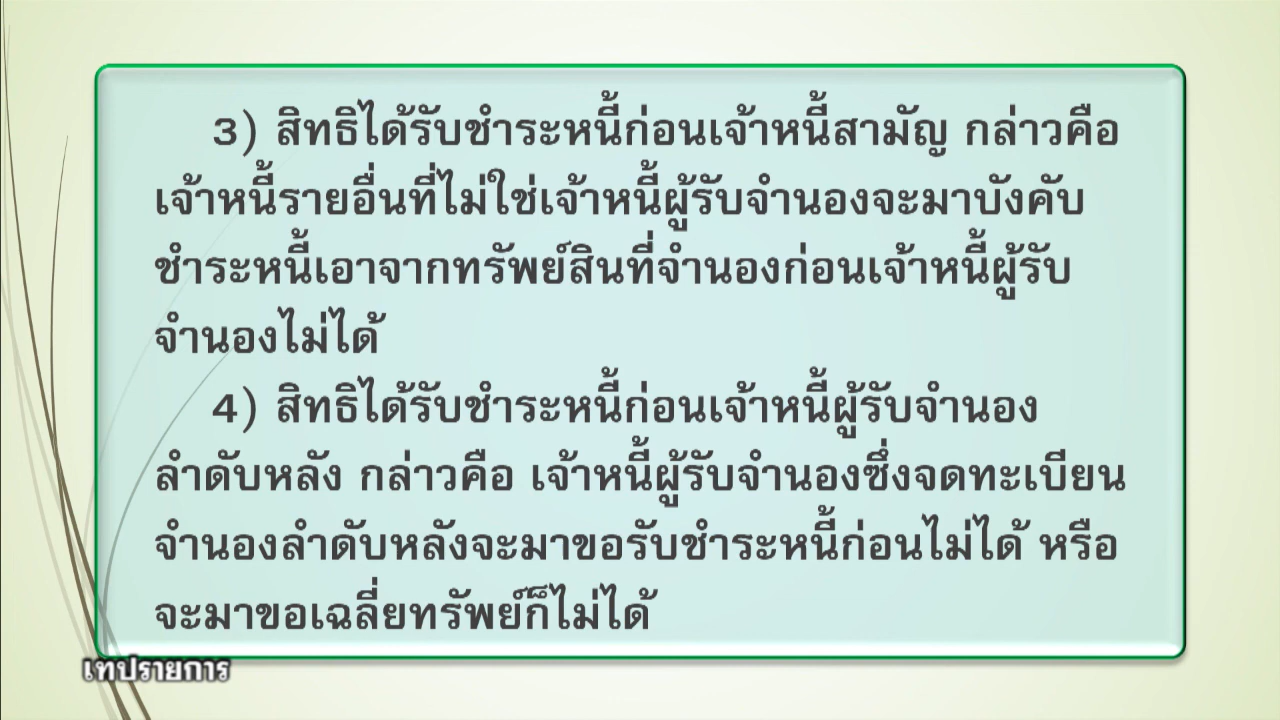 3) สิทธิได้รับชำระหนี้ก่อนเจ้าหนี้สามัญ กล่าวคือ
เจ้าหนี้รายอื่นที่ไม่ใช่เจ้าหนี้ผู้รับจำนองจะมาบังคับ
ชำระหนี้เอาจากทรัพย์สินที่จำนองก่อนเจ้าหนี้ผู้รับ
จำนองไม่ได้
4) สิทธิได้รับชำระหนี้ก่อนเจ้าหนี้ผู้รับจำนอง
ลำดับหลัง กล่าวคือ เจ้าหนี้ผู้รับจำนองซึ่งจดทะเบียน
จำนองลำดับหลังจะมาขอรับชำระหนี้ก่อนไม่ได้ หรือ
จะมาขอเฉลี่ยทรัพย์ก็ไม่ได้
เทปรายการ